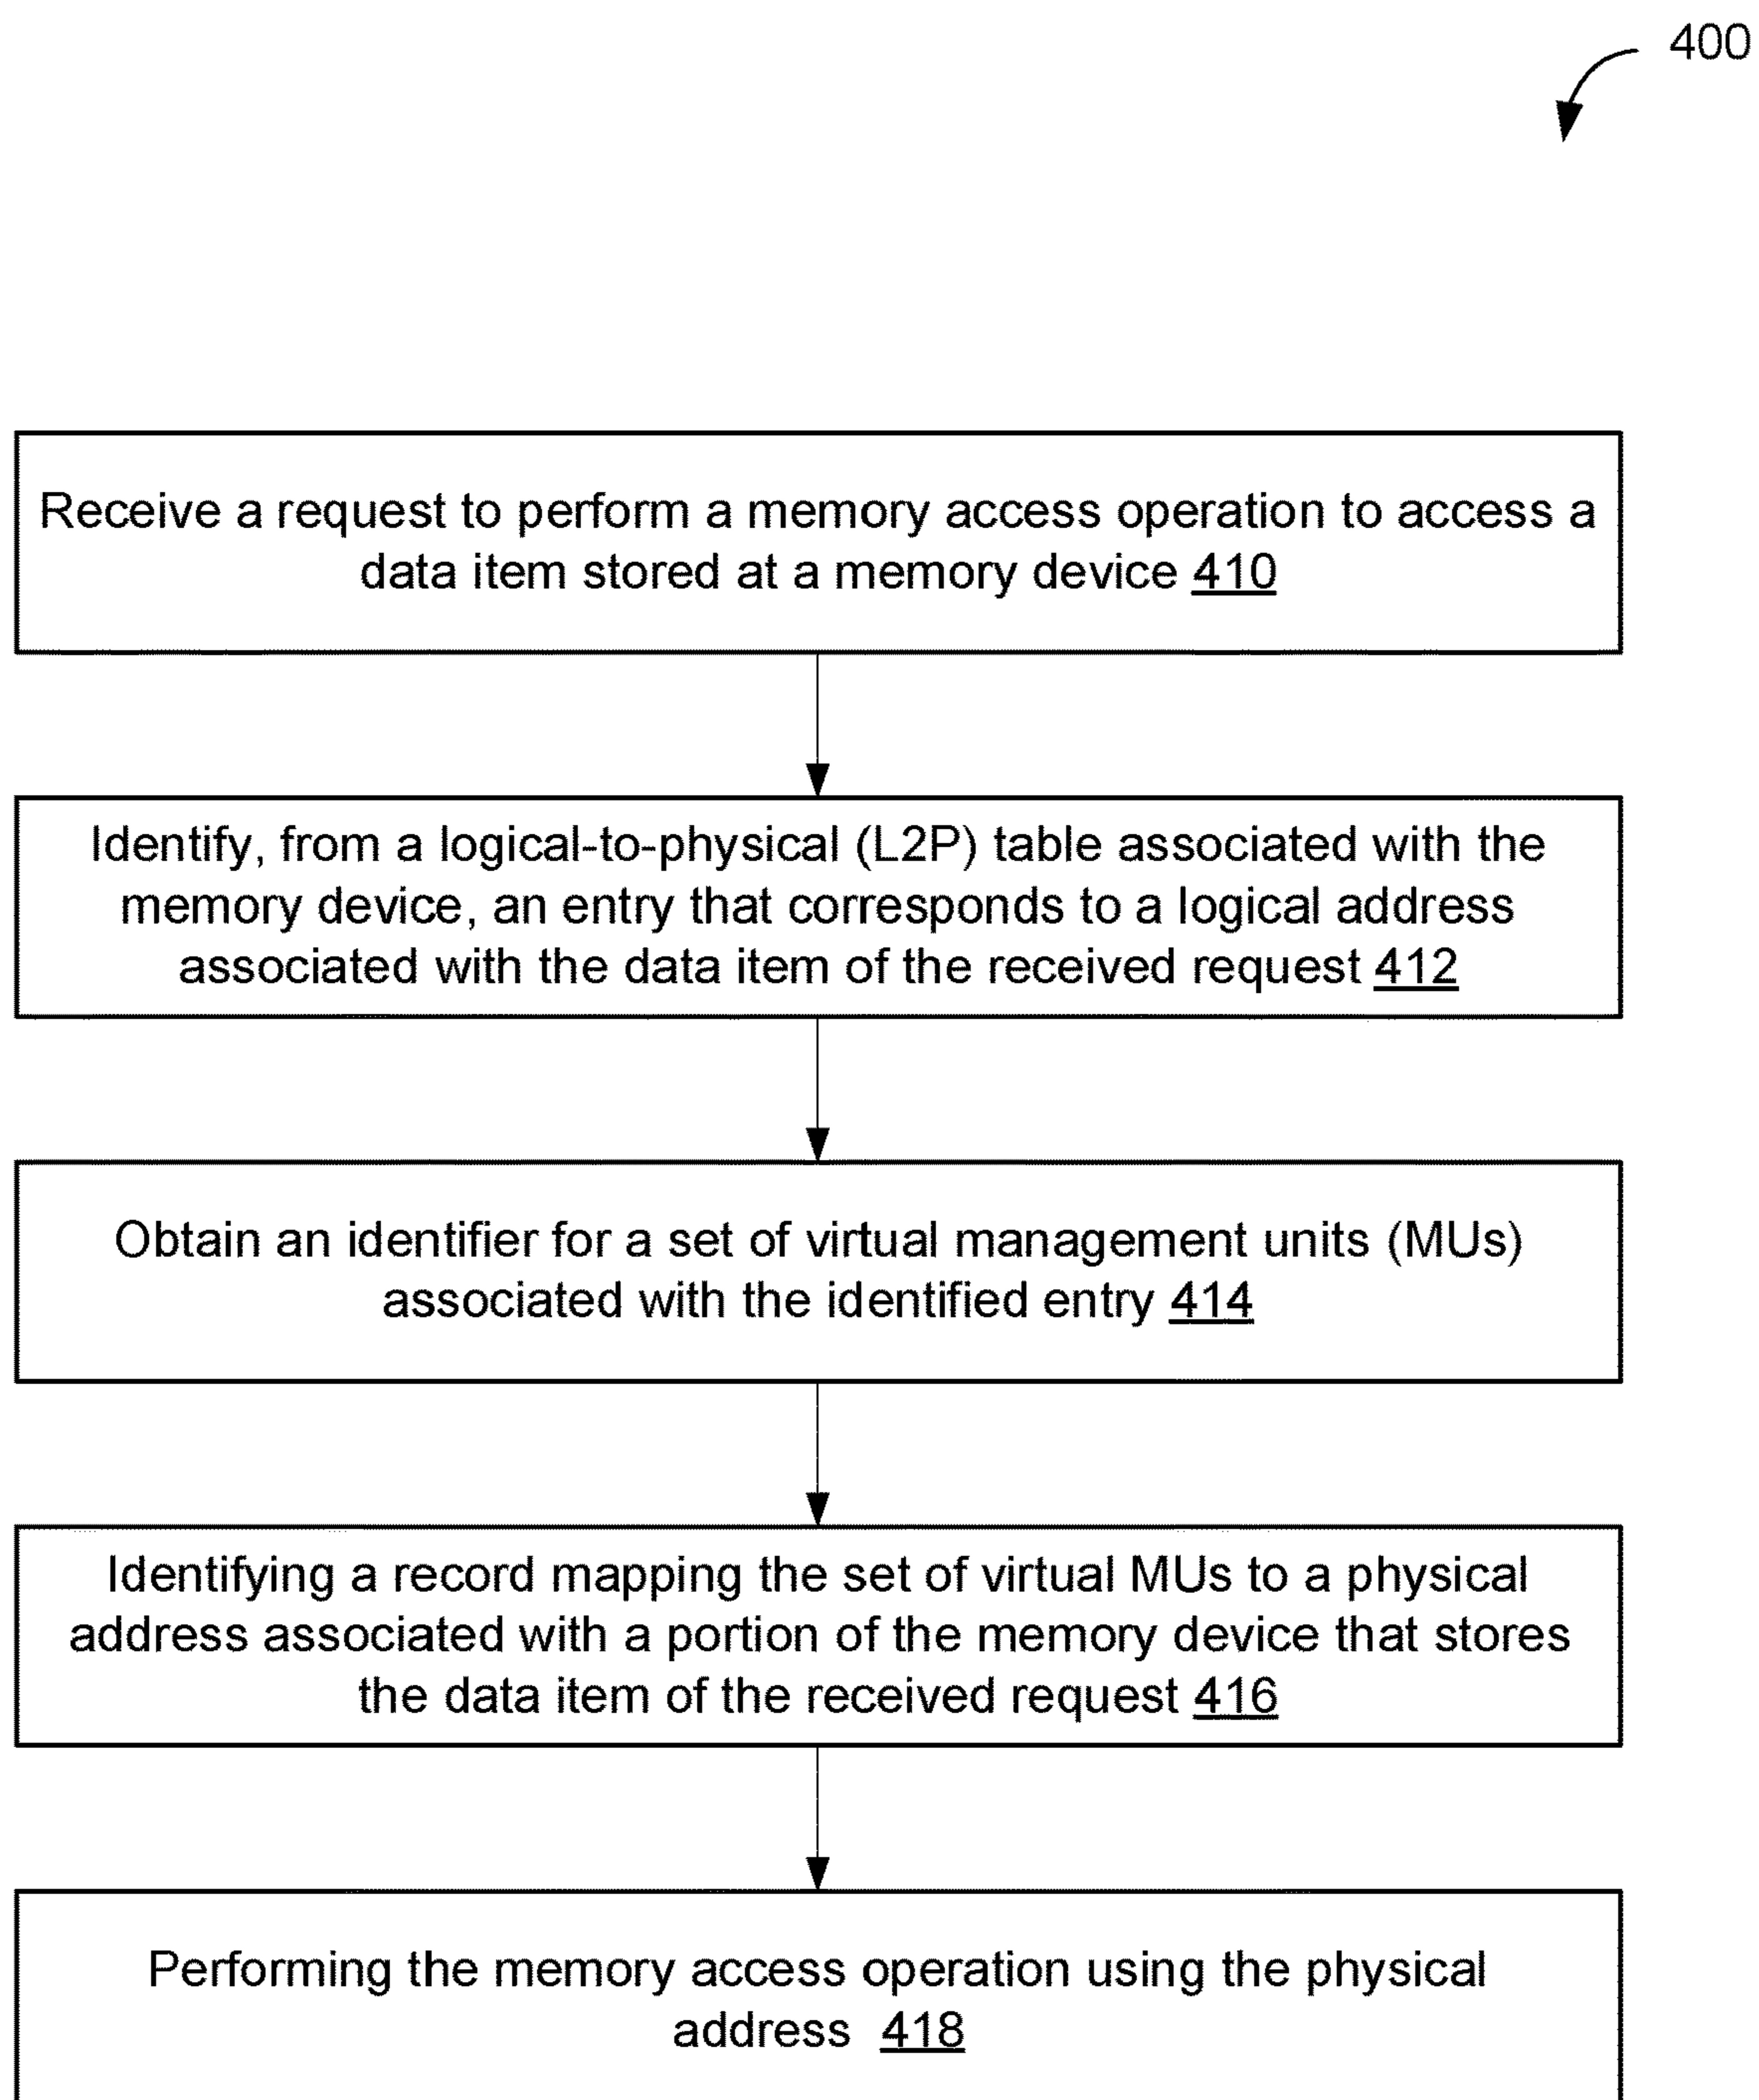 400
Receive a request to perform a memory access operation to access a
data item stored at a memory device 410
Identify, from a logical-to-physical (L2P) table associated with the
memory device, an entry that corresponds to a logical address
associated with the data item of the received request 412
Obtain an identifier for a set of virtual management units (MUs)
associated with the identified entry 414
Identifying a record mapping the set of virtual MUs to a physical
address associated with a portion of the memory device that stores
the data item of the received request 416
Performing the memory access operation using the physical
address 418